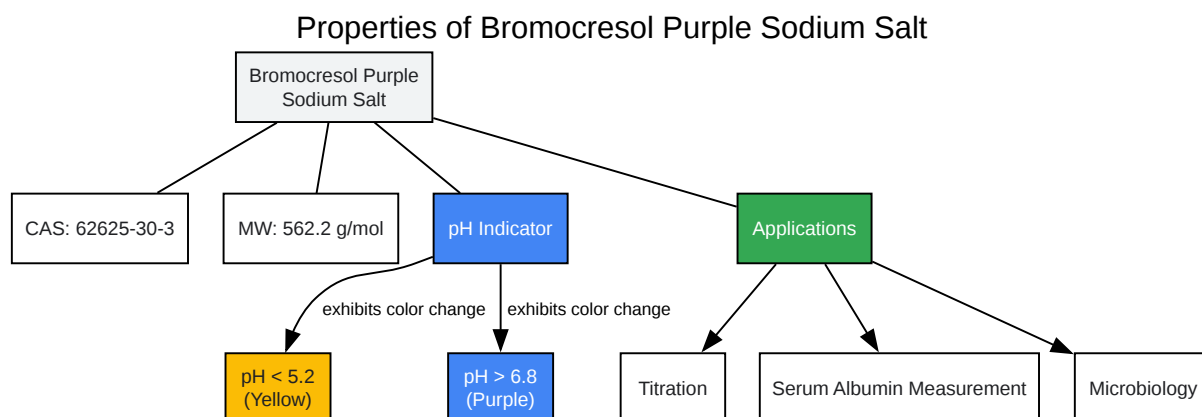 Properties of Bromocresol Purple Sodium Salt
Bromocresol Purple
Sodium Salt
CAS: 62625-30-3
MW: 562.2 g/mol
pH Indicator
Applications
exhibits color change
exhibits color change
pH < 5.2
(Yellow)
pH > 6.8
(Purple)
Titration
Serum Albumin Measurement
Microbiology